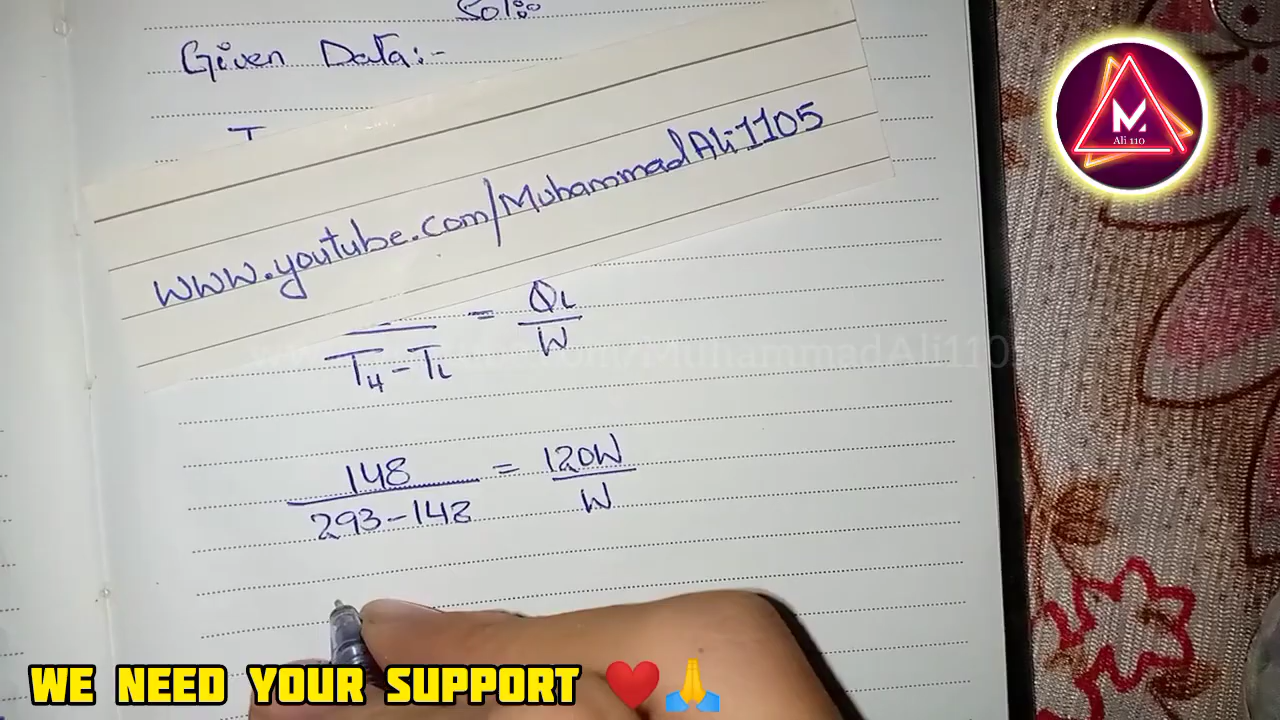 Sol:
Given Data:-
T
www.youtube.com/MuhammadAli1105
= QL
W
T4-TL
148 = 120W
293-148 W
M
Ali 110
WE NEED YOUR SUPPORT ❤️🙏